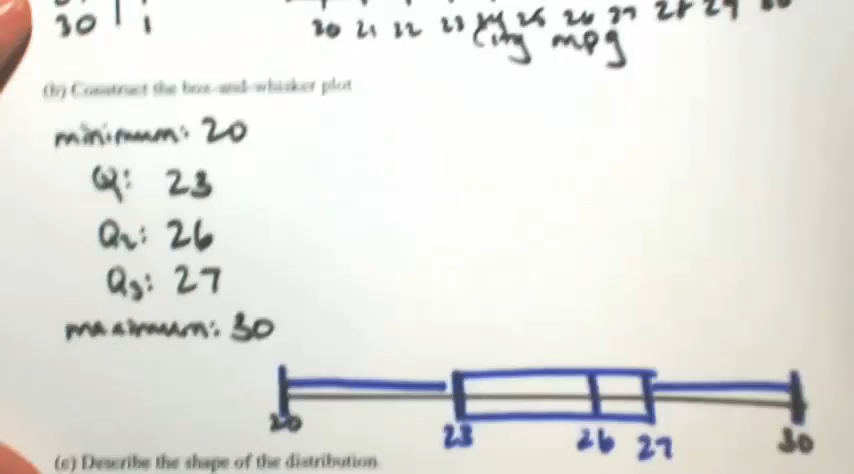 30 1
20 21 22 23 24 25 26 27 28 29 30
City mpg
(b) Construct the box-and-whisker plot
minimum: 20
Q1: 23
Q2: 26
Q3: 27
maximum: 30
20 23 26 27 30
(c) Describe the shape of the distribution.